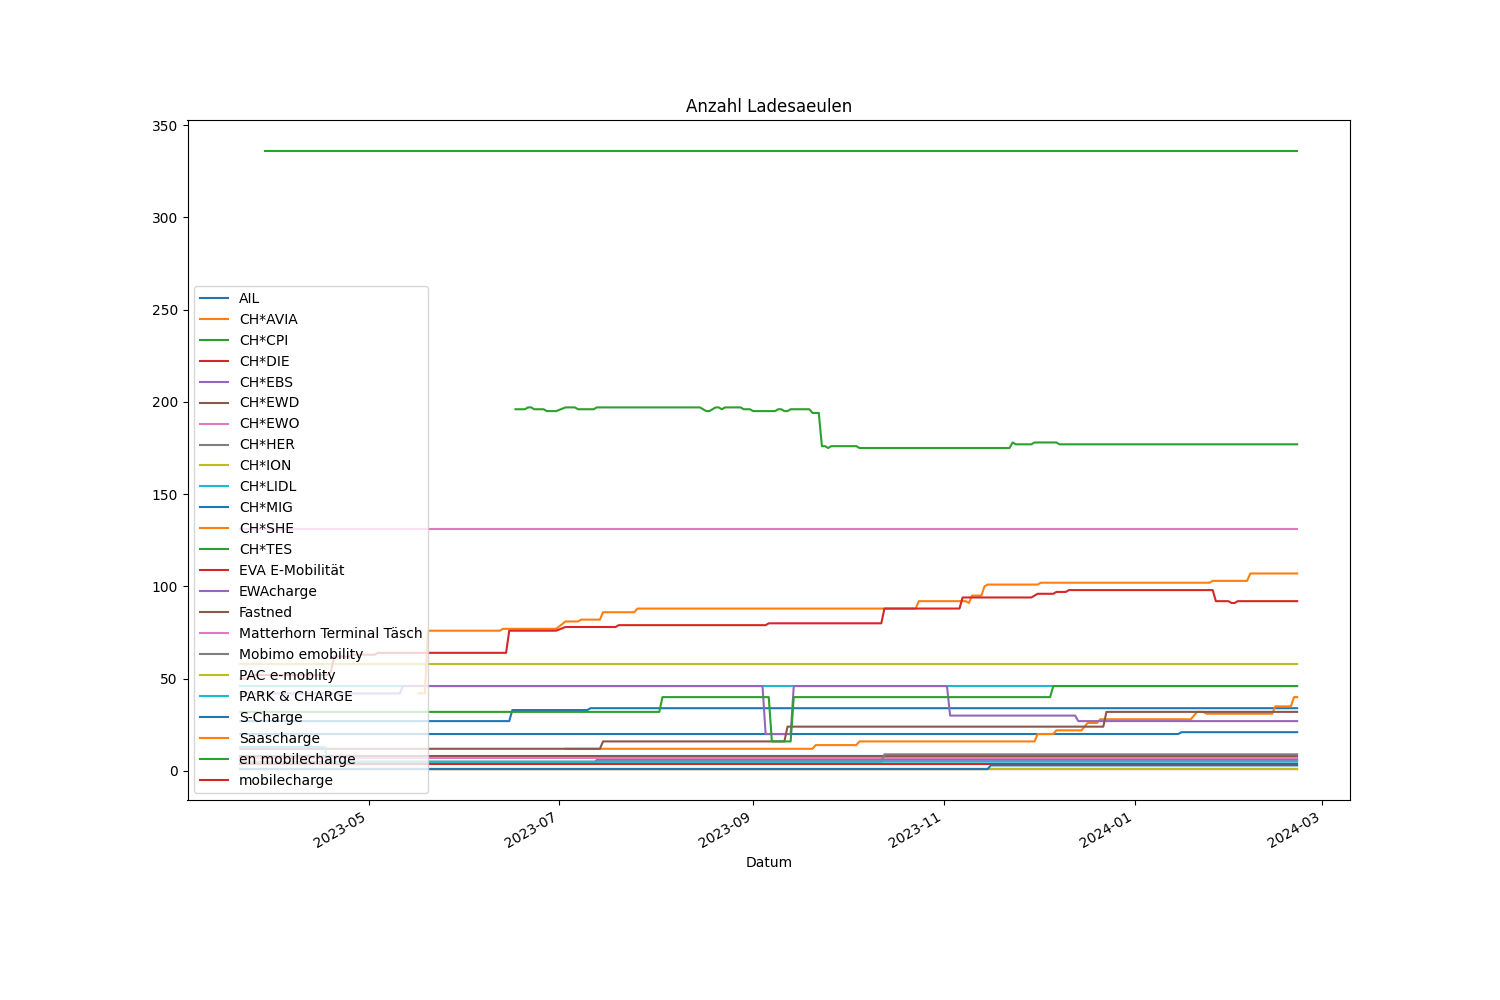 Anzahl Ladesaeulen
350
300
250
200
150
100
50
0
AIL
CH*AVIA
CH*CPI
CH*DIE
CH*EBS
CH*EWD
CH*EWO
CH*HER
CH*ION
CH*LIDL
CH*MIG
CH*SHE
CH*TES
EVA E-Mobilität
EWAcharge
Fastned
Matterhorn Terminal Täsch
Mobimo emobility
PAC e-moblity
PARK & CHARGE
S-Charge
Saascharge
en mobilecharge
mobilecharge
2023-05
2023-07
2023-09
2023-11
2024-01
2024-03
Datum